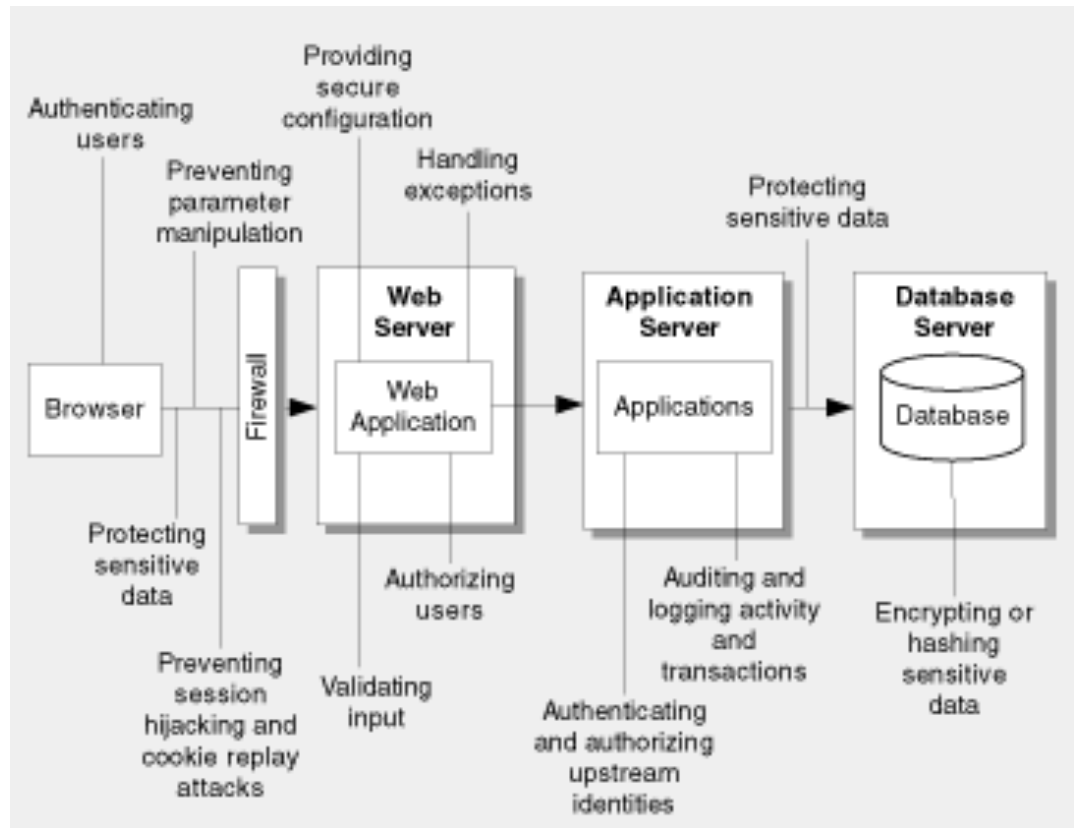 Providing
secure
configuration
Authenticating
users
Handling
exceptions
Preventing
parameter
manipulation
Protecting
sensitive data
Web
Server
Application
Server
Database
Server
Browser
Firewall
Web
Application
Applications
Database
Protecting
sensitive
data
Authorizing
users
Auditing and
logging activity
and
transactions
Encrypting or
hashing
sensitive
data
Preventing
session
hijacking and
cookie replay
attacks
Validating
input
Authenticating
and authorizing
upstream
identities